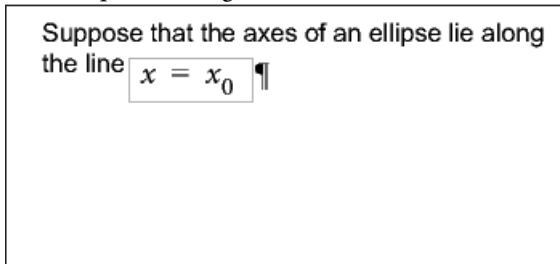 Suppose that the axes of an ellipse lie along
the line x = x₀ ¶